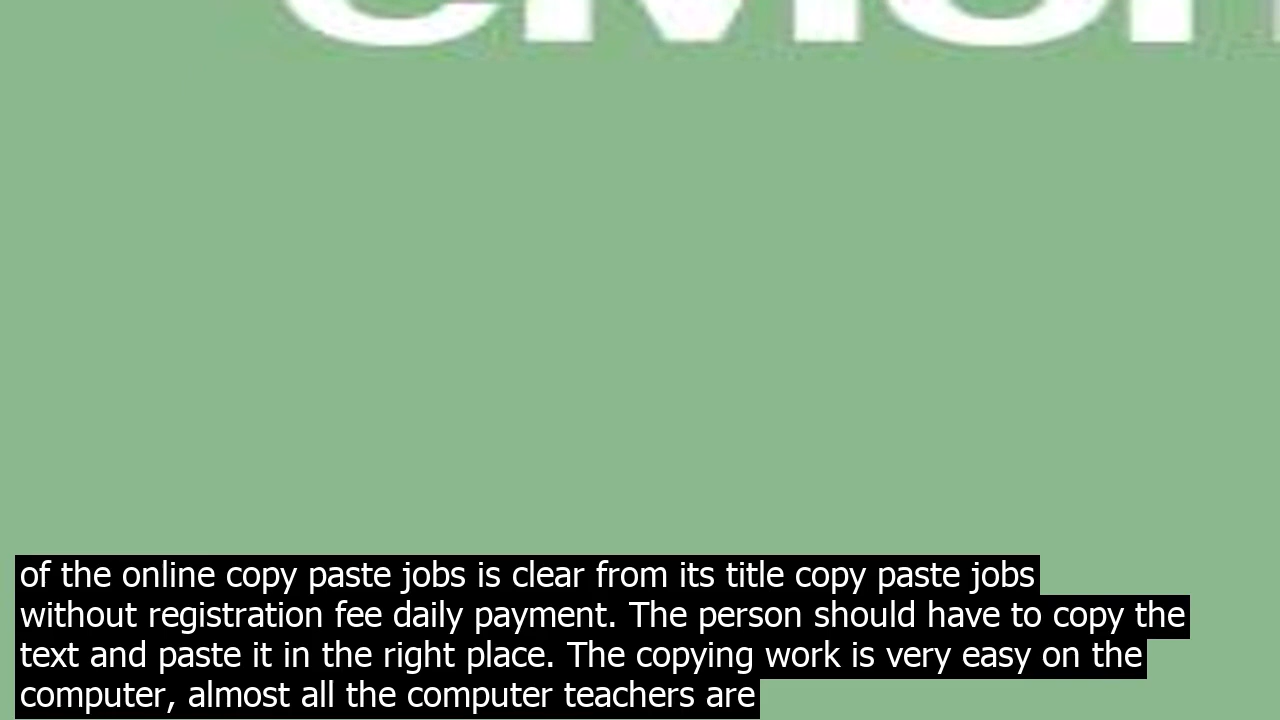 of the online copy paste jobs is clear from its title copy paste jobs
without registration fee daily payment. The person should have to copy the
text and paste it in the right place. The copying work is very easy on the
computer, almost all the computer teachers are